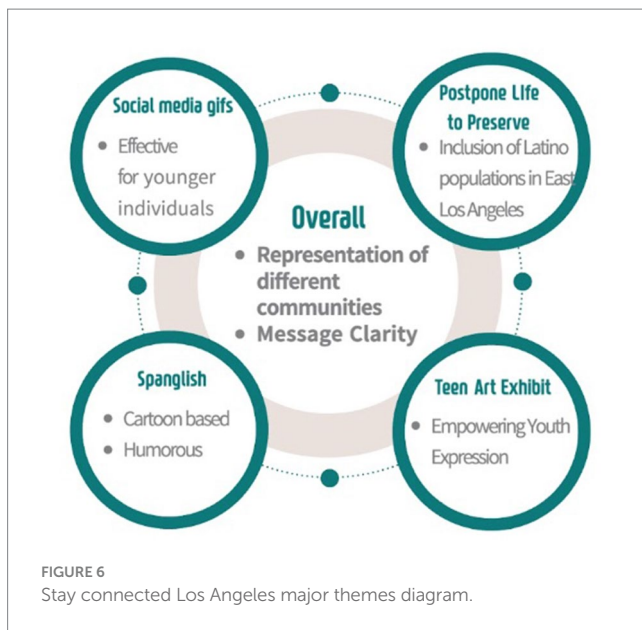 Social media gifs
• Effective
for younger
individuals
Postpone LIfe
to Preserve
• Inclusion of Latino
populations in East
Los Angeles
Overall
• Representation of
different
communities
• Message Clarity
Spanglish
• Cartoon based
• Humorous
Teen Art Exhibit
• Empowering Youth
Expression
FIGURE 6
Stay connected Los Angeles major themes diagram.